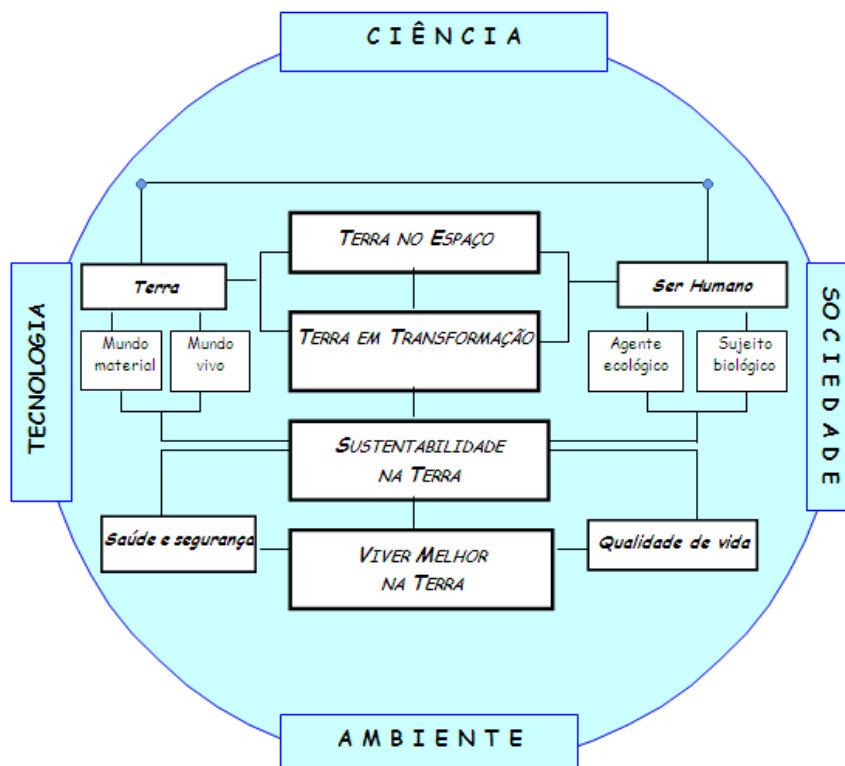 CIÊNCIA
TERRA NO ESPAÇO
Terra
Ser Humano
TERRA EM TRANSFORMAÇÃO
Mundo
material
Mundo
vivo
Agente
ecológico
Sujeito
biológico
TECNOLOGIA
SOCIEDADE
SUSTENTABILIDADE
NA TERRA
Saúde e segurança
Qualidade de vida
VIVER MELHOR
NA TERRA
AMBIENTE